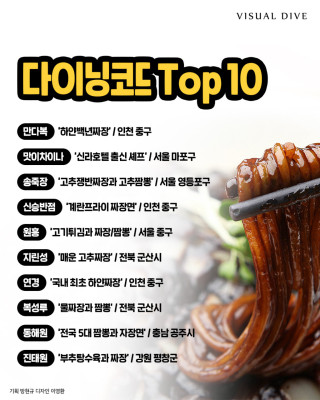 VISUAL DIVE
다이닝코드 Top 10
만다복 '하얀백년짜장' / 인천 중구
맛이차이나 '신라호텔 출신 셰프' / 서울 마포구
송죽장 '고추쟁반짜장과 고추짬뽕' / 서울 영등포구
신승반점 '계란프라이 짜장면' / 인천 중구
원흥 '고기튀김과 짜장/짬뽕' / 서울 중구
지린성 '매운 고추짜장' / 전북 군산시
연경 '국내 최초 하얀짜장' / 인천 중구
복성루 '물짜장과 짬뽕' / 전북 군산시
동해원 '전국 5대 짬뽕과 자장면' / 충남 공주시
진태원 '부추탕수육과 짜장' / 강원 평창군
기획 방현규 디자인 이영환